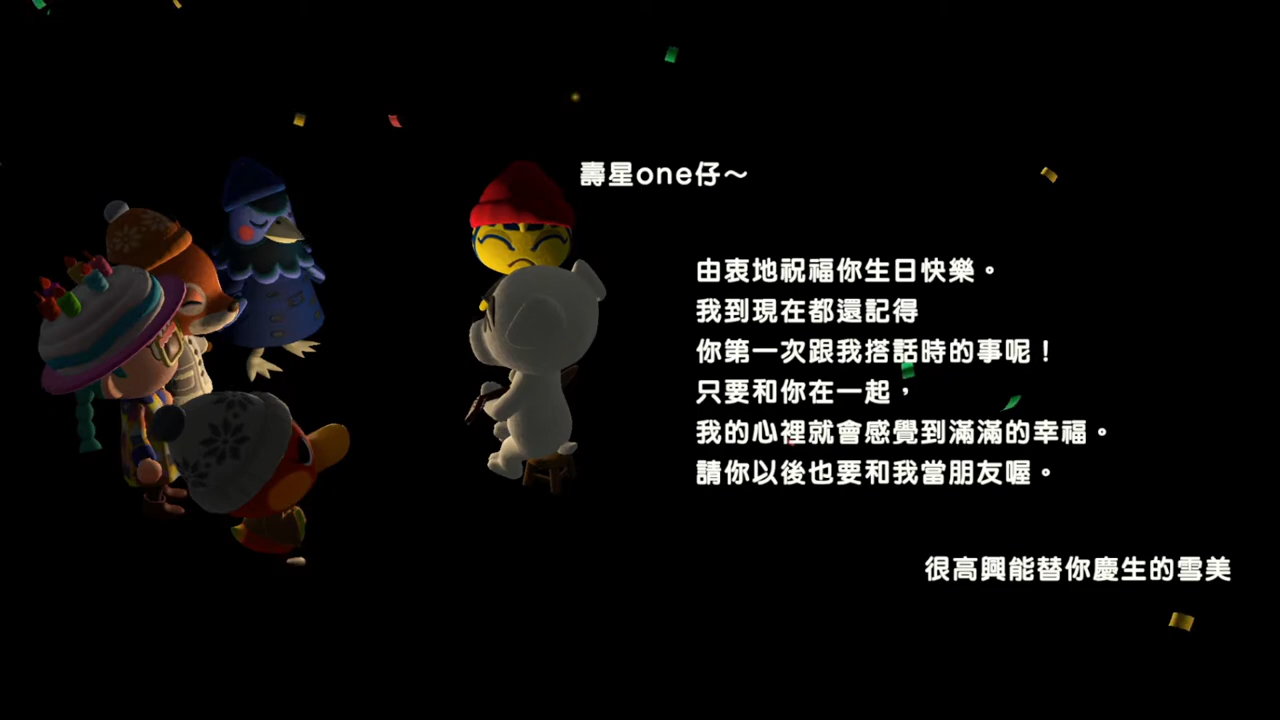 壽星one仔～
由衷地祝福你生日快樂。
我到現在都還記得
你第一次跟我搭話時的事呢！
只要和你在一起，
我的心裡就會感覺到滿滿的幸福。
請你以後也要和我當朋友喔。
很高興能替你慶生的雪美